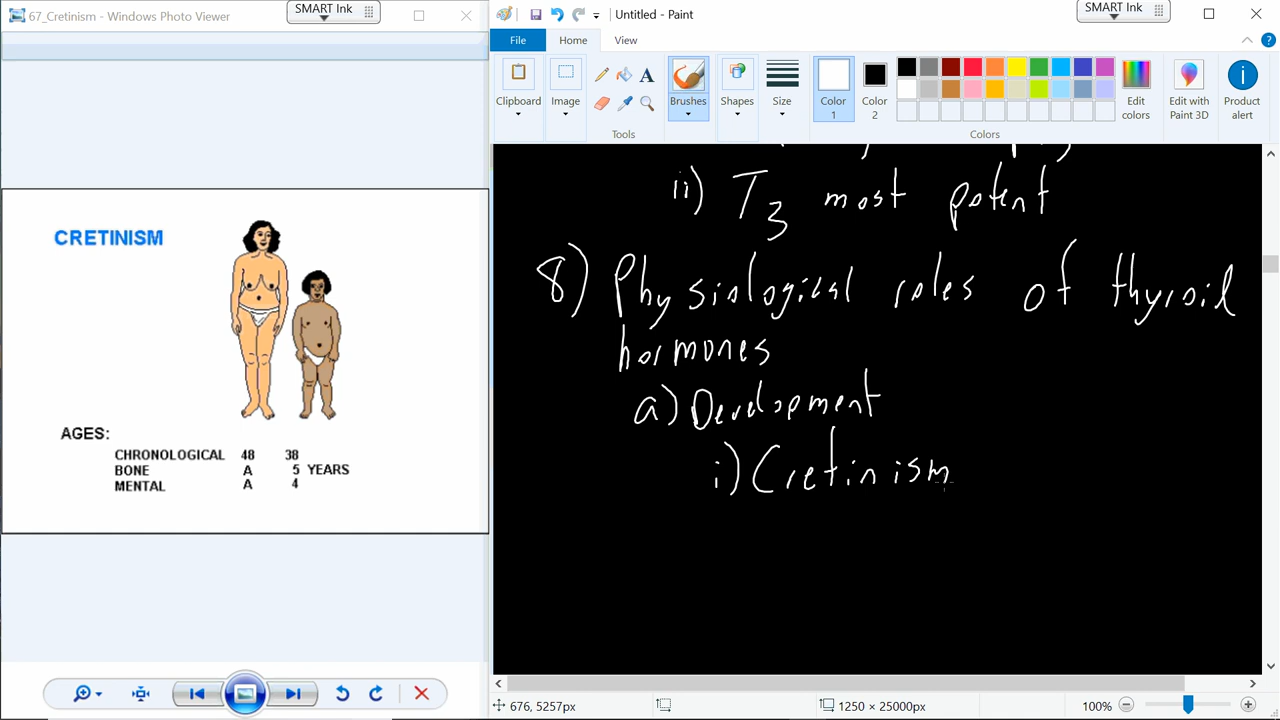 67_Cretinism - Windows Photo Viewer
SMART Ink
Untitled - Paint
SMART Ink
File
Home
View
Clipboard
Image
Tools
Brushes
Shapes
Size
Color 1
Color 2
Edit colors
Edit with Paint 3D
Product alert
Colors
CRETINISM
AGES:
CHRONOLOGICAL 48 38
BONE A 5 YEARS
MENTAL A 4
ii) T3 most potent
8) Physiological roles of thyroid
hormones
a) Development
i) Cretinism
676, 5257px
1250 × 25000px
100%